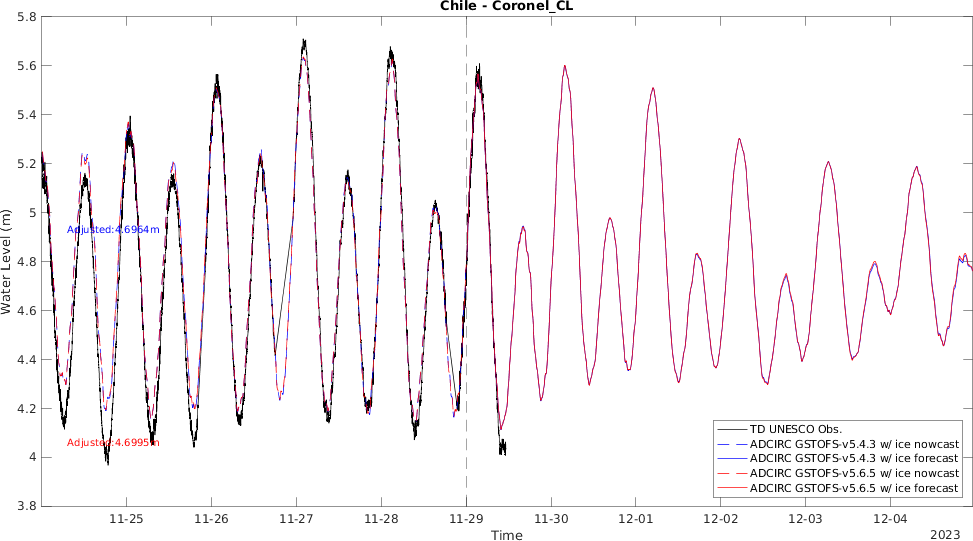 Chile - Coronel_CL
5.8
5.6
5.4
5.2
5
4.8
4.6
4.4
4.2
4
3.8
Water Level (m)
Adjusted:4.6964m
Adjusted:4.6995m
TD UNESCO Obs.
ADCIRC GSTOFS-v5.4.3 w/ ice nowcast
ADCIRC GSTOFS-v5.4.3 w/ ice forecast
ADCIRC GSTOFS-v5.6.5 w/ ice nowcast
ADCIRC GSTOFS-v5.6.5 w/ ice forecast
11-25 11-26 11-27 11-28 11-29 11-30 12-01 12-02 12-03 12-04
Time
2023